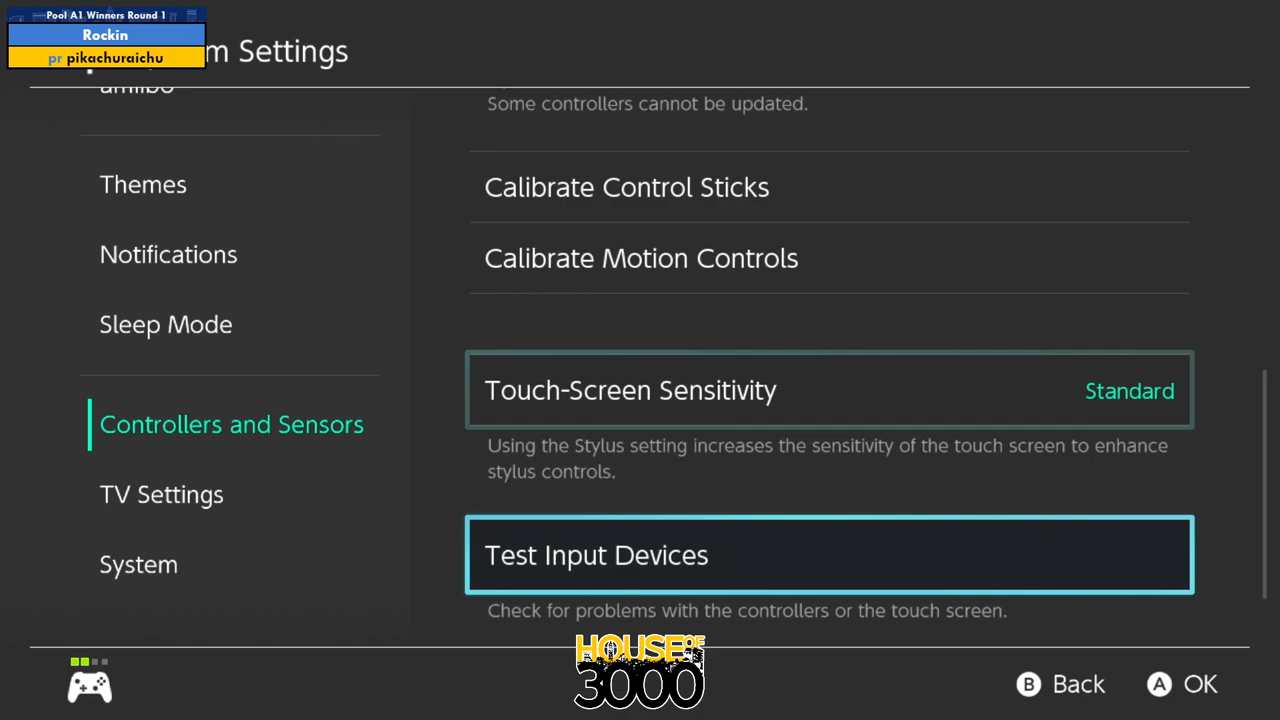 Pool A1 Winners Round 1
Rockin
pr pikachuraichu
m Settings
amiibo
Themes
Notifications
Sleep Mode
Controllers and Sensors
TV Settings
System
Some controllers cannot be updated.
Calibrate Control Sticks
Calibrate Motion Controls
Touch-Screen Sensitivity Standard
Using the Stylus setting increases the sensitivity of the touch screen to enhance
stylus controls.
Test Input Devices
Check for problems with the controllers or the touch screen.
HOUSE OF
3000
B Back A OK